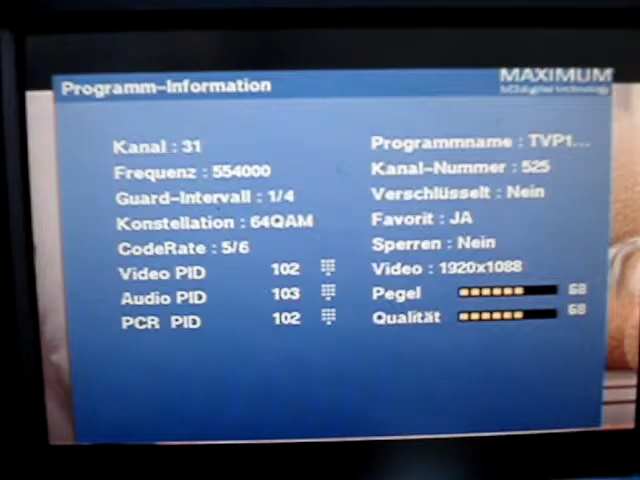 Programm-Information
MAXIMUM
Kanal : 31
Frequenz : 554000
Guard-Intervall : 1/4
Konstellation : 64QAM
CodeRate : 5/6
Video PID 102
Audio PID 103
PCR PID 102
Programmname : TVP1...
Kanal-Nummer : 525
Verschlüsselt : Nein
Favorit : JA
Sperren : Nein
Video : 1920x1088
Pegel 68
Qualität 68